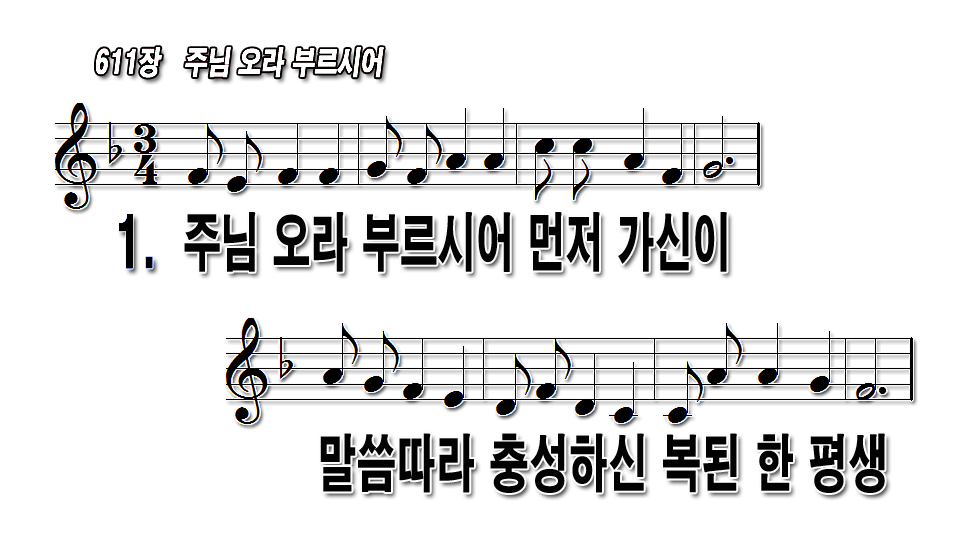 611장 주님 오라 부르시어
3
4
1. 주님 오라 부르시어 먼저 가신이
말씀따라 충성하신 복된 한 평생